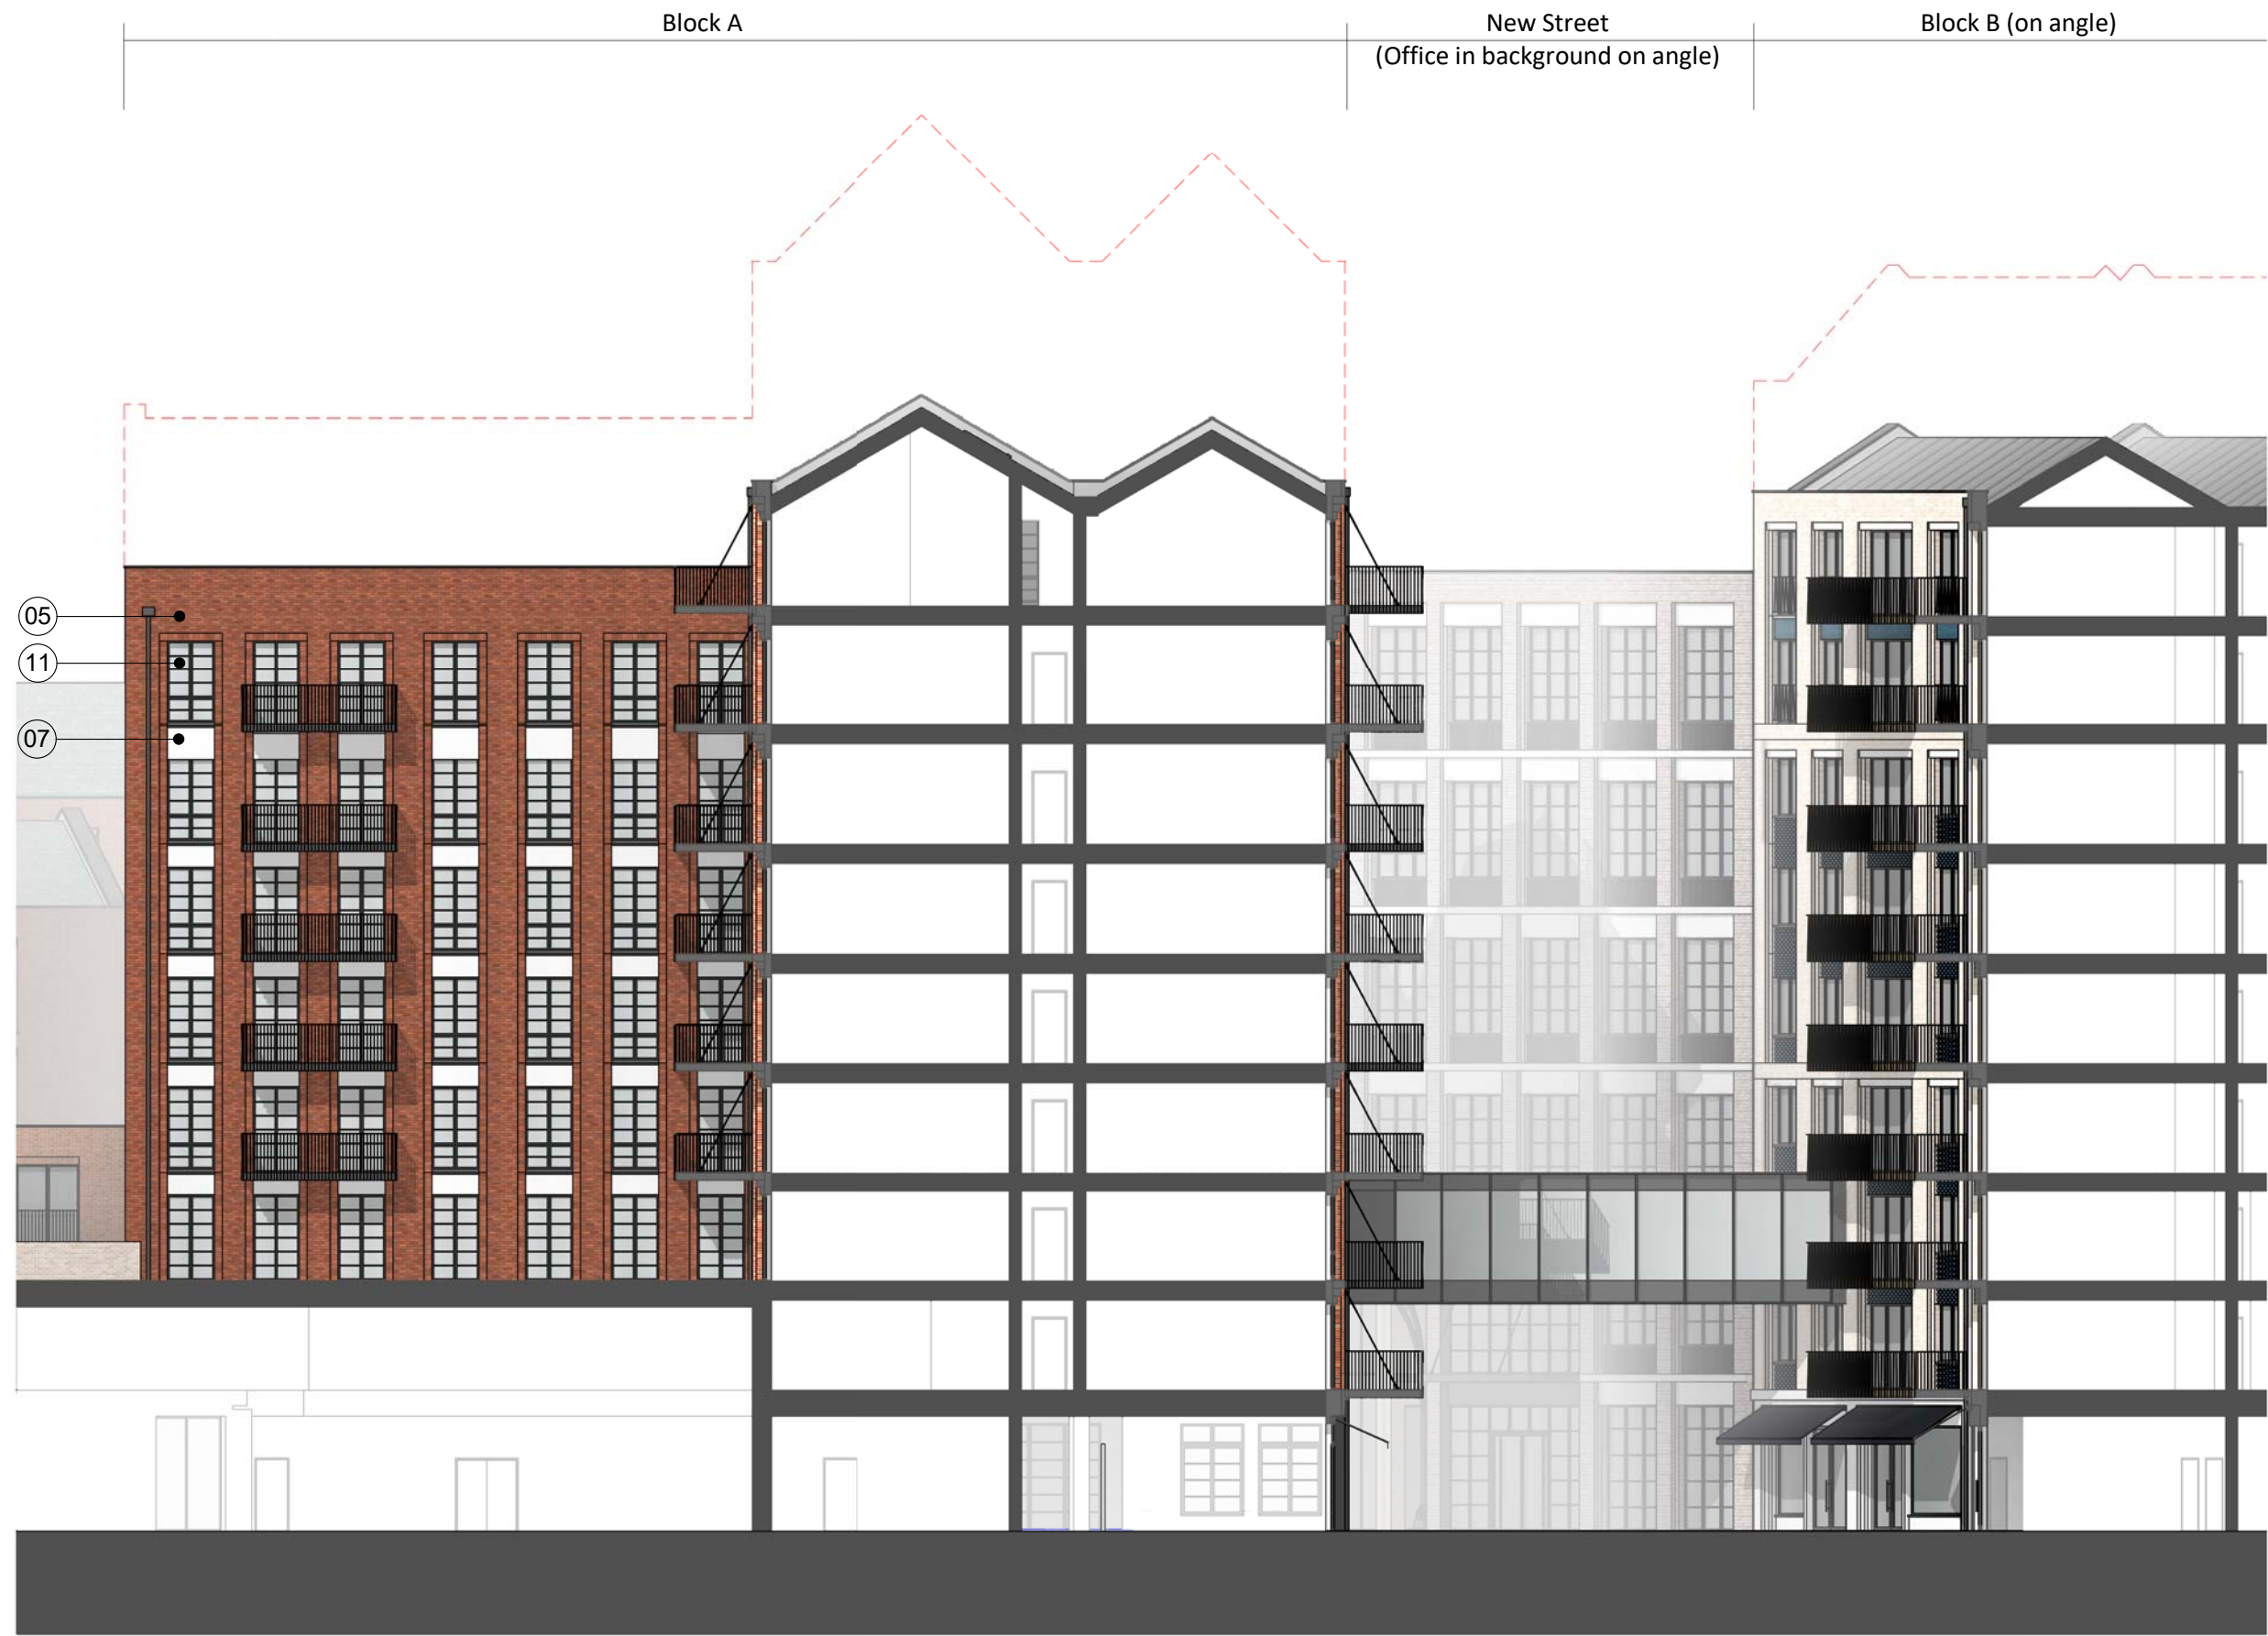 Block A
New Street
(Office in background on angle)
Block B (on angle)
05
11
07